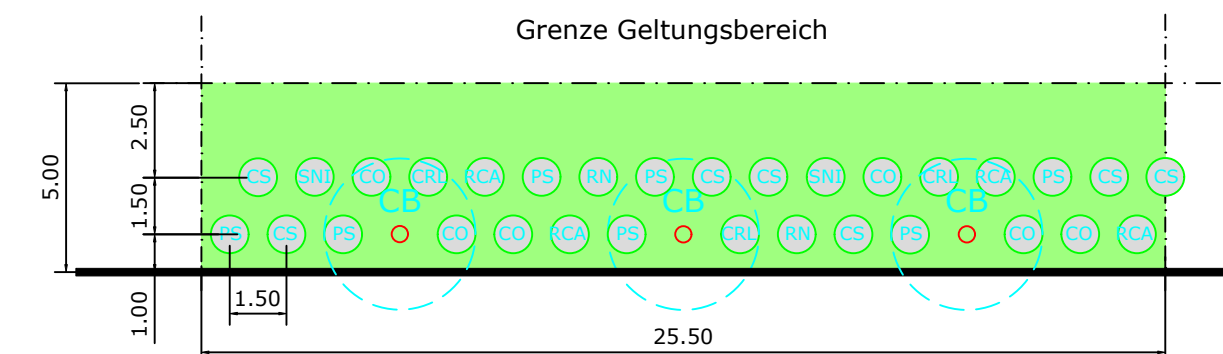 Grenze Geltungsbereich
2.50
5.00
CS SNI CO CRL RCA PS RN PS CS CS SNI CO CRL RCA PS CS CS
1.50
CB CB CB
PS CS PS CO CO RCA PS CRL RN CS PS CO CO RCA
1.50
1.00
25.50